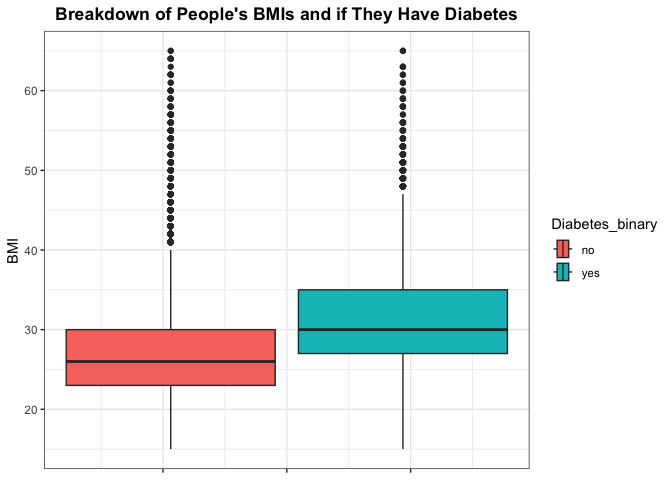 Breakdown of People's BMIs and if They Have Diabetes
60
50
40
30
20
BMI
Diabetes_binary
no
yes